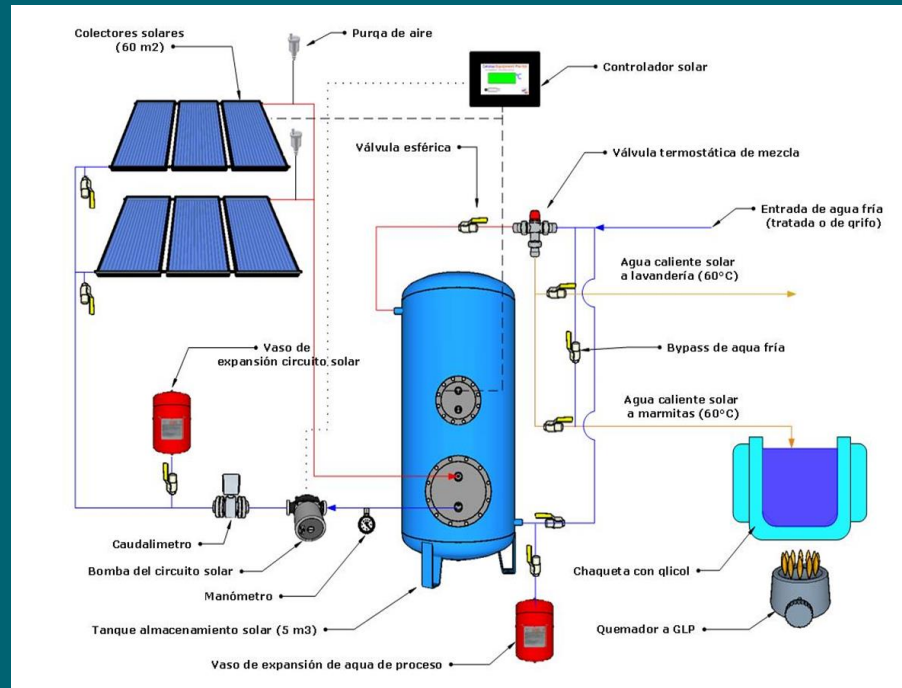 Colectores solares
(60 m2)
Purga de aire
Controlador solar
°C
Válvula esférica
Válvula termostática de mezcla
Entrada de agua fría
(tratada o de grifo)
Agua caliente solar
a lavandería (60°C)
Vaso de
expansión circuito solar
Bypass de agua fría
Agua caliente solar
a marmitas (60°C)
Caudalimetro
Bomba del circuito solar
Manómetro
Chaqueta con glicol
Tanque almacenamiento solar (5 m3)
Quemador a GLP
Vaso de expansión de agua de proceso